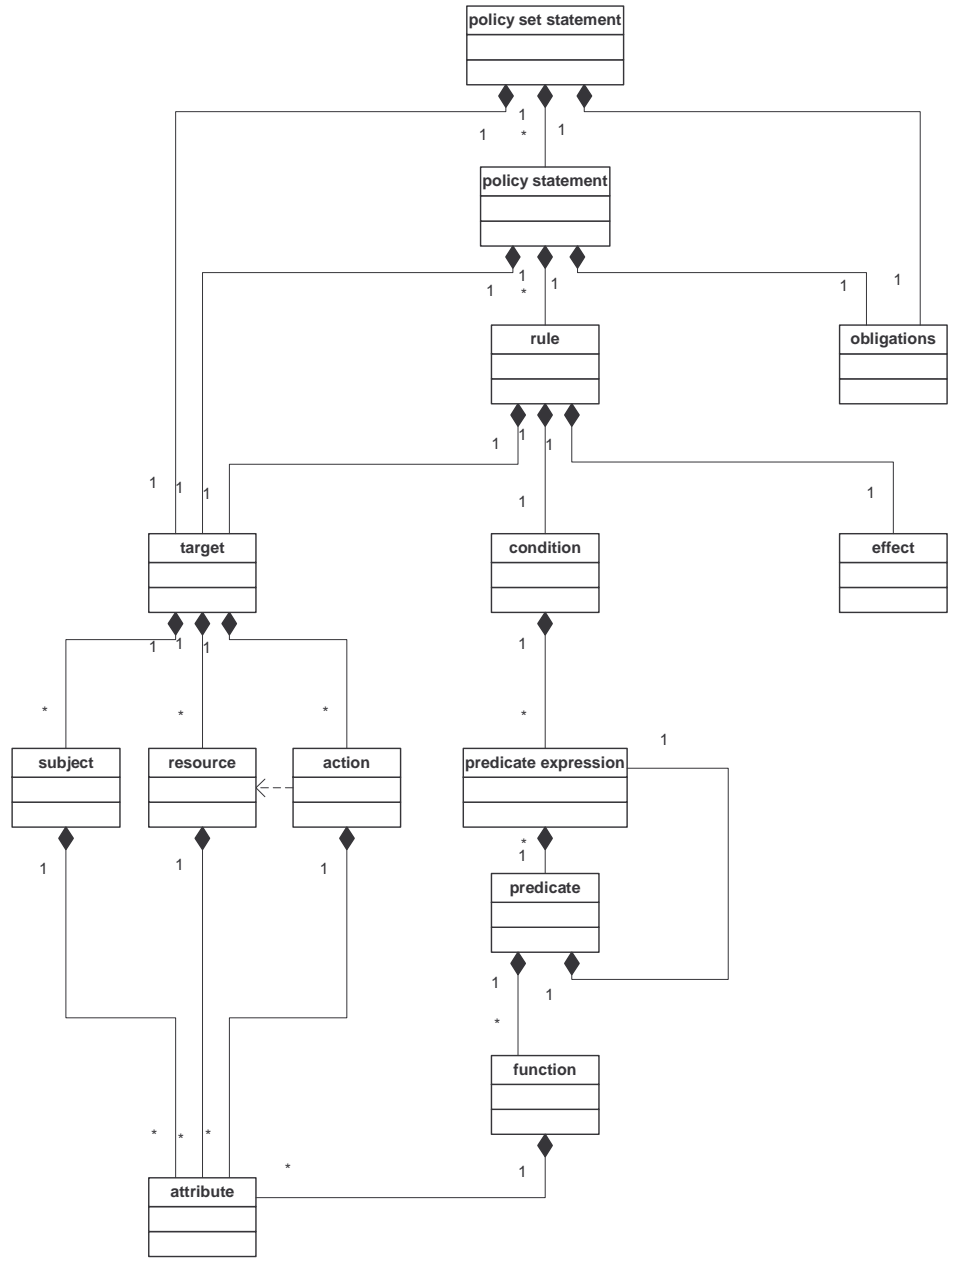 policy set statement
1
1
*
1
policy statement
1
1
*
1
1
1
rule
obligations
1
1
1
1
1
1
1
1
target
condition
effect
1
1
1
1
*
*
*
*
1
subject
resource
action
predicate expression
1
1
1
*
1
predicate
1
1
*
function
*
*
*
*
1
attribute